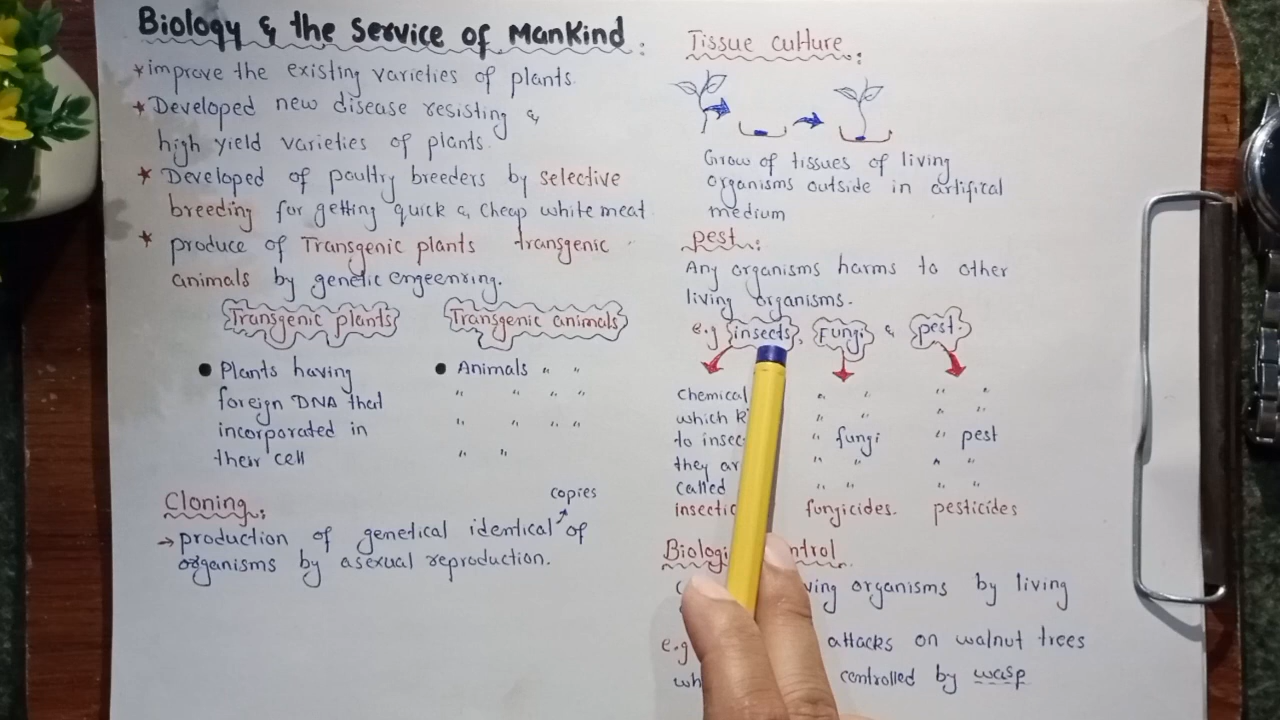 Biology & the Service of Mankind:
* improve the existing varieties of plants.
* Developed new disease resisting &
high yield varieties of plants.
* Developed of poultry breeders by selective
breeding for getting quick & cheap white meat
* produce of Transgenic plants transgenic
animals by genetic engeenring.
Transgenic plants Transgenic animals
• Plants having
foreign DNA that
incorporated in
their cell
• Animals " "
" " " "
" " " "
" "
Cloning:
copies
→ production of genetical identical of
organisms by asexual reproduction.
Tissue culture:
Grow of tissues of living
organisms outside in artifical
medium
Pest:
Any organisms harms to other
living organisms.
e.g insects, Fungi & pest.
Chemical " " " "
which " " " "
to " fungi " pest
they " " " "
called " " " "
fungicides. pesticides
organisms by living
e.g attacks on walnut trees
controlled by wasp